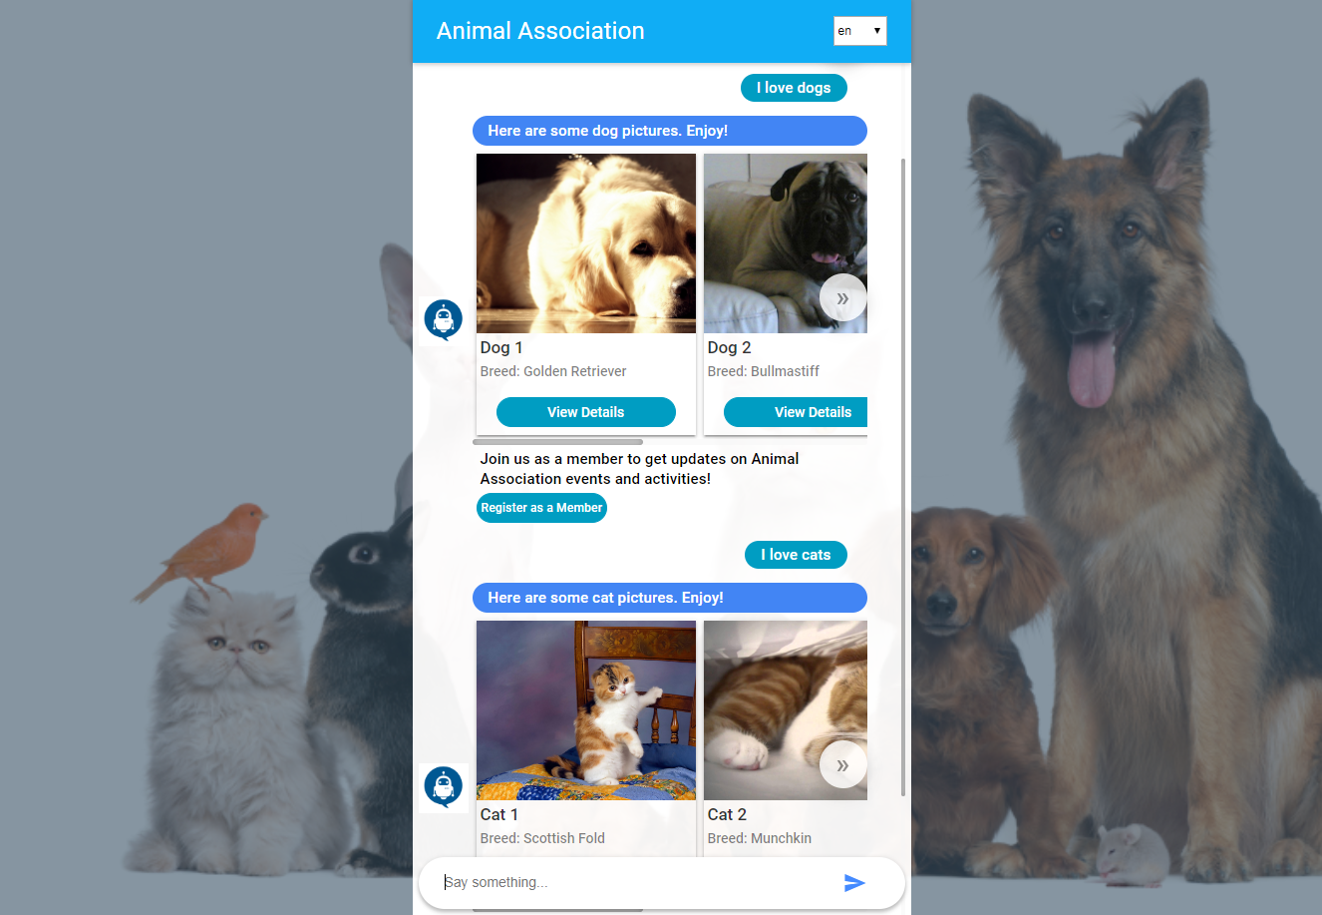 Animal Association
en
I love dogs
Here are some dog pictures. Enjoy!
»
Dog 1
Dog 2
Breed: Golden Retriever
Breed: Bullmastiff
View Details
View Details
Join us as a member to get updates on Animal
Association events and activities!
Register as a Member
I love cats
Here are some cat pictures. Enjoy!
»
Cat 1
Cat 2
Breed: Scottish Fold
Breed: Munchkin
Say something...